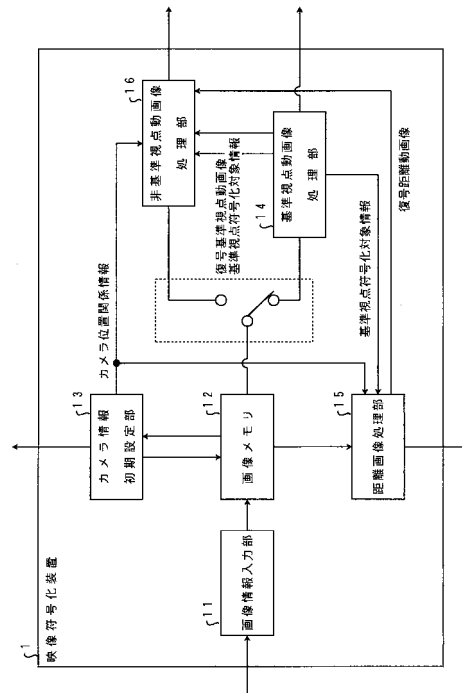 1
映像符号化装置
11
画像情報入力部
13
カメラ情報
初期設定部
12
画像メモリ
15
距離画像処理部
カメラ位置関係情報
16
非基準視点動画像
処理部
復号基準視点動画像
基準視点符号化対象情報
14
基準視点動画像
処理部
基準視点符号化対象情報
復号距離動画像